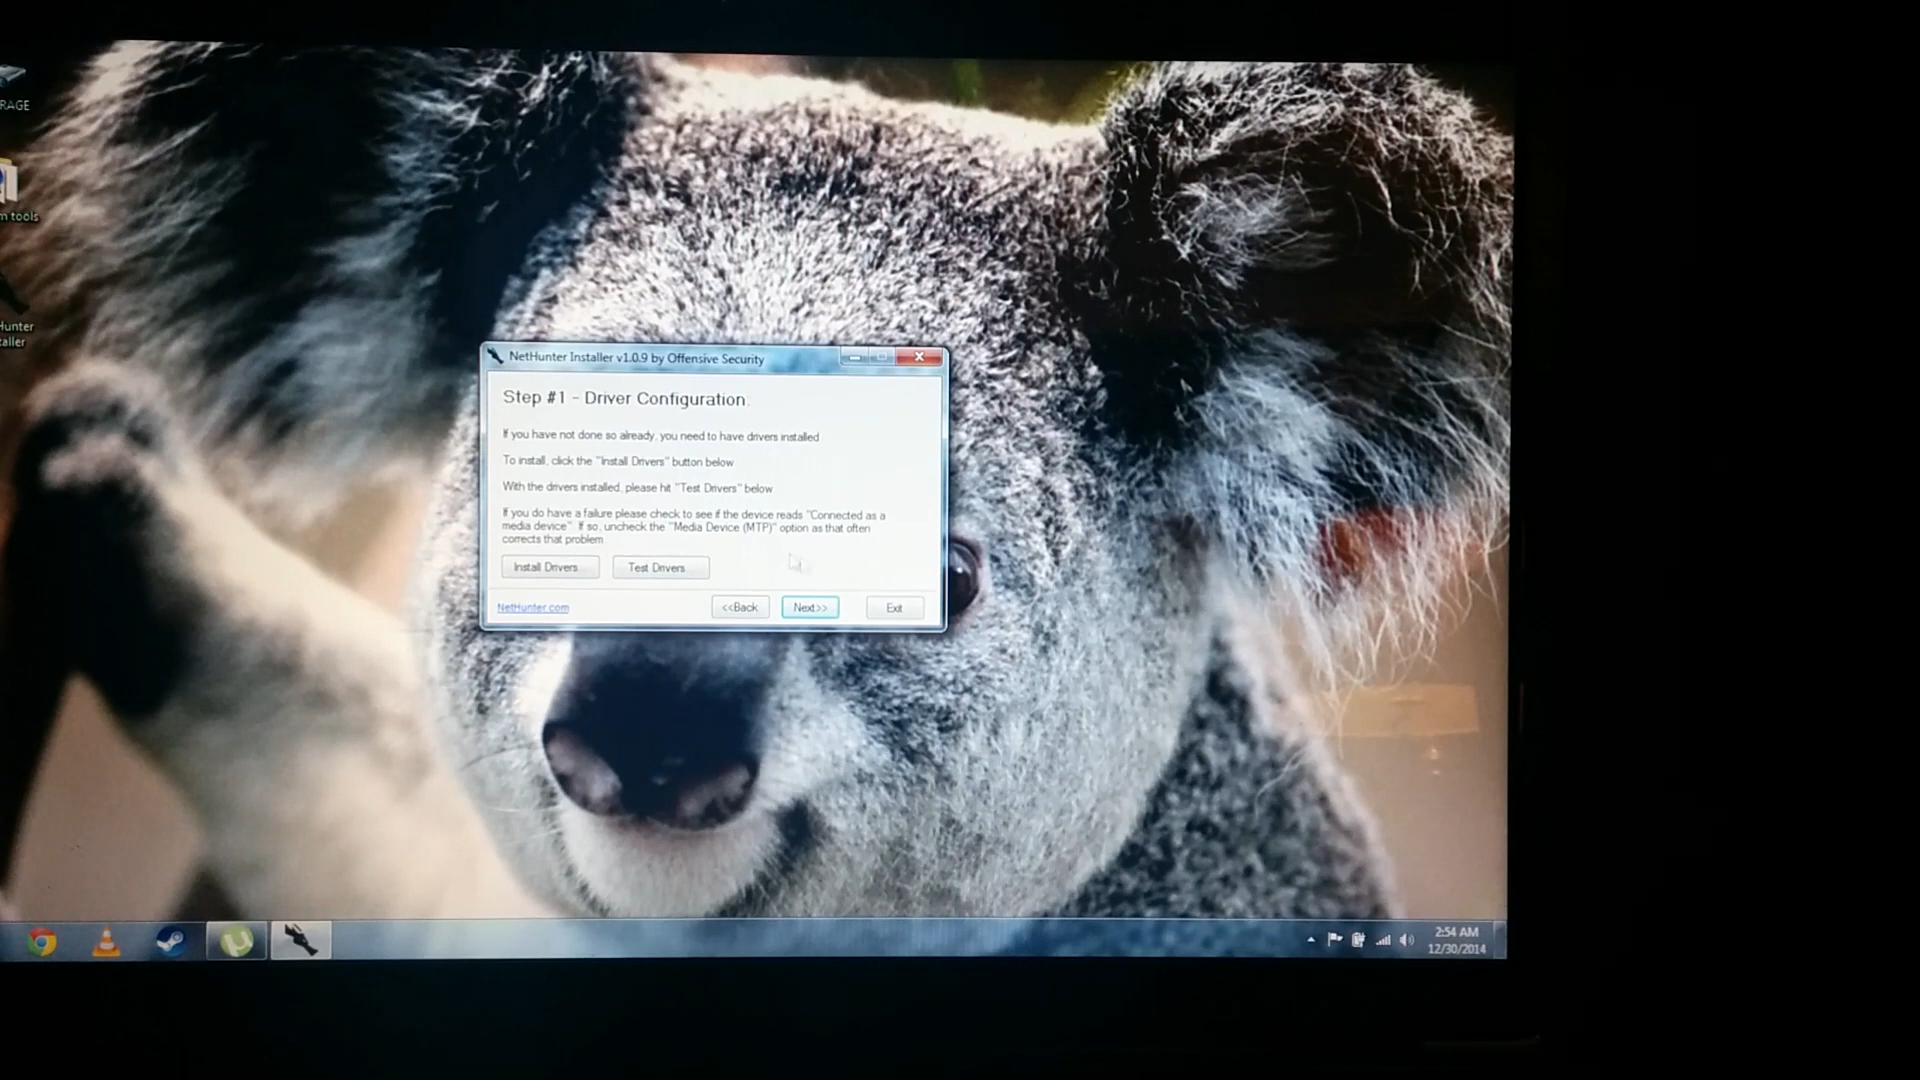 RAGE
m tools
Hunter
aller
NetHunter Installer v1.0.9 by Offensive Security
Step #1 - Driver Configuration.
If you have not done so already, you need to have drivers installed
To install, click the "Install Drivers" button below
With the drivers installed, please hit "Test Drivers" below
If you do have a failure please check to see if the device reads "Connected as a
media device". If so, uncheck the "Media Device (MTP)" option as that often
corrects that problem
Install Drivers
Test Drivers
NetHunter.com
<<Back
Next>>
Exit
2:54 AM
12/30/2014